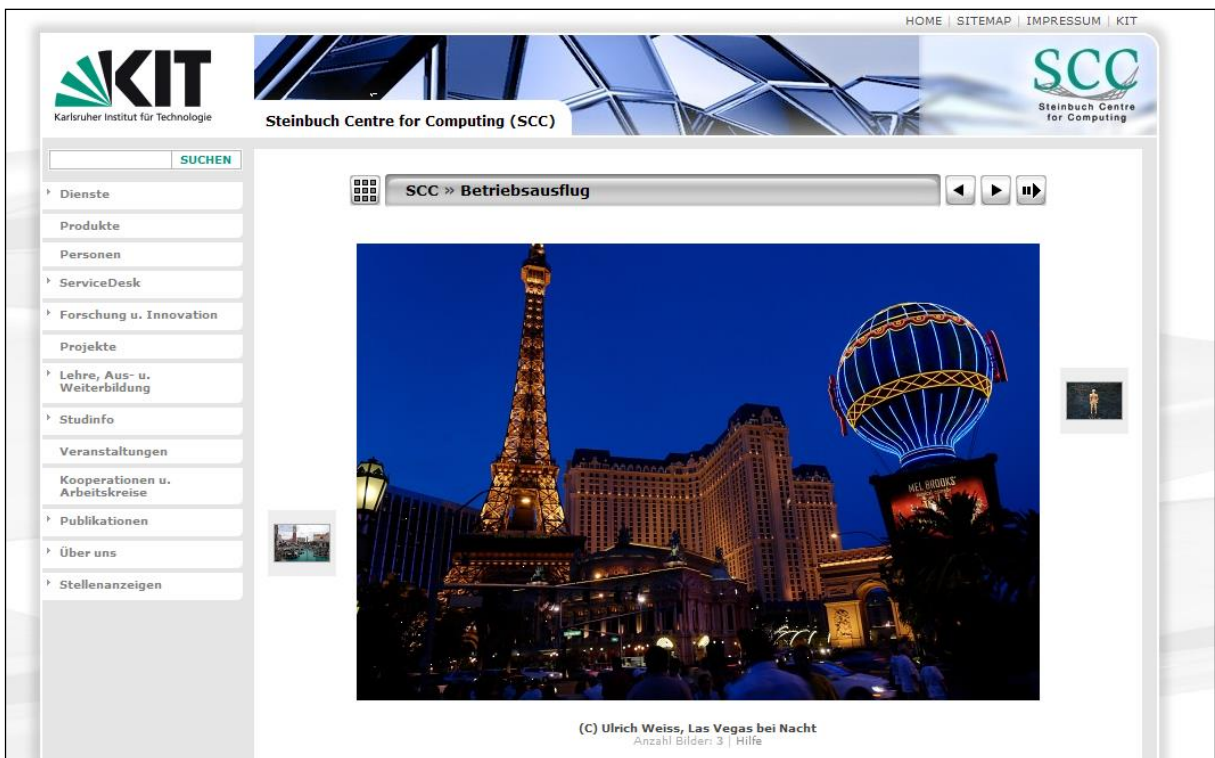 HOME | SITEMAP | IMPRESSUM | KIT
KIT
Karlsruher Institut für Technologie
Steinbuch Centre for Computing (SCC)
SCC
Steinbuch Centre
for Computing
SUCHEN
Dienste
Produkte
Personen
ServiceDesk
Forschung u. Innovation
Projekte
Lehre, Aus- u.
Weiterbildung
Studinfo
Veranstaltungen
Kooperationen u.
Arbeitskreise
Publikationen
Über uns
Stellenanzeigen
SCC » Betriebsausflug
MEL BROOKS'
(C) Ulrich Weiss, Las Vegas bei Nacht
Anzahl Bilder: 3 | Hilfe